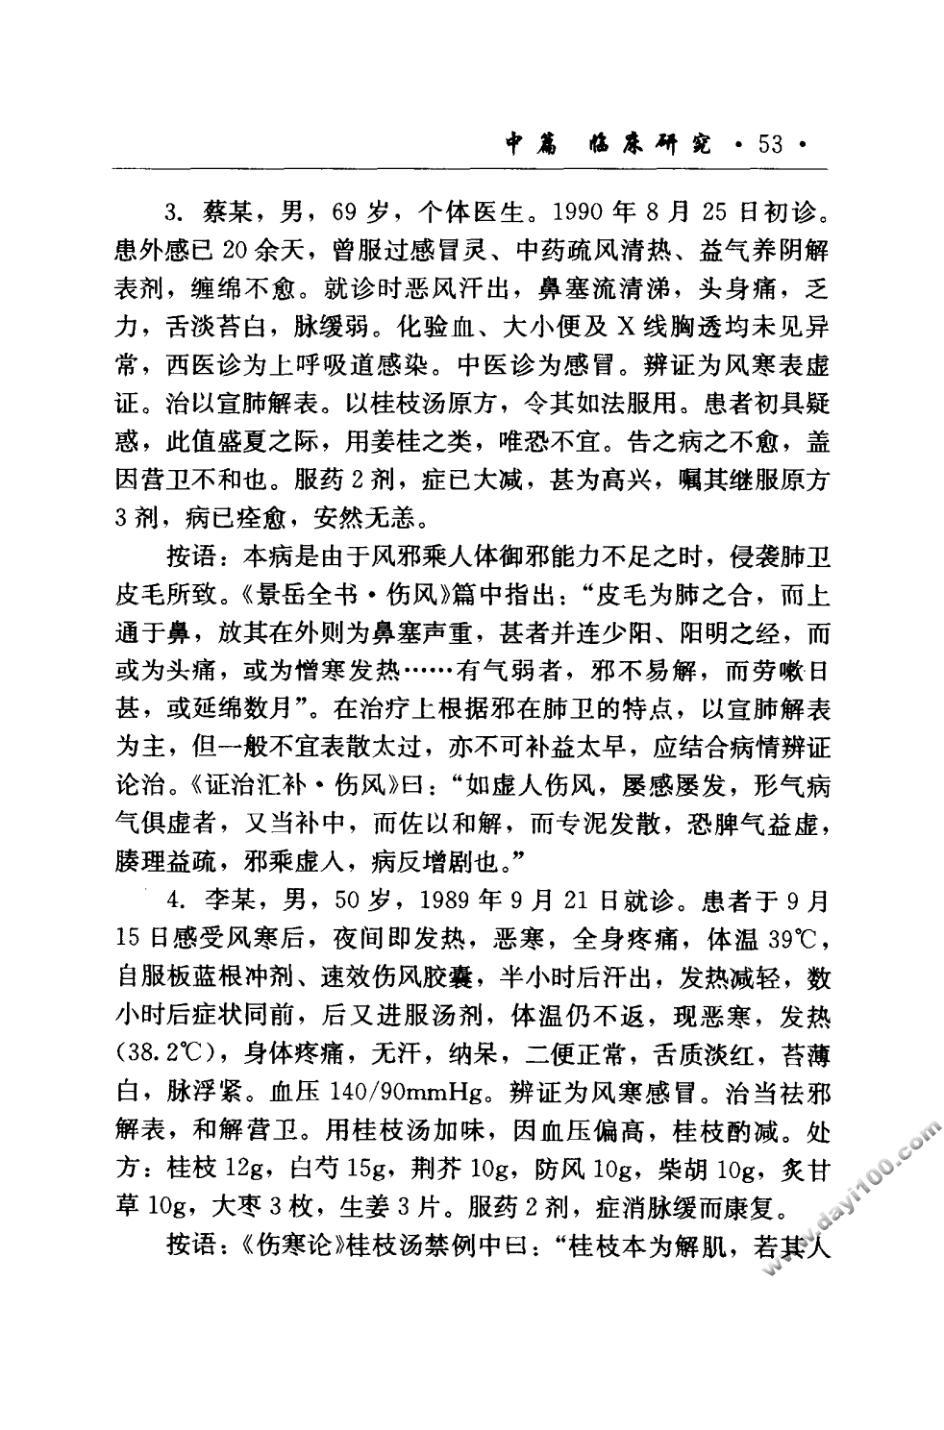 中篇 临床研究 · 53 ·
3. 蔡某，男，69 岁，个体医生。1990 年 8 月 25 日初诊。
患外感已 20 余天，曾服过感冒灵、中药疏风清热、益气养阴解
表剂，缠绵不愈。就诊时恶风汗出，鼻塞流清涕，头身痛，乏
力，舌淡苔白，脉缓弱。化验血、大小便及 X 线胸透均未见异
常，西医诊为上呼吸道感染。中医诊为感冒。辨证为风寒表虚
证。治以宣肺解表。以桂枝汤原方，令其如法服用。患者初具疑
惑，此值盛夏之际，用姜桂之类，唯恐不宜。告之病之不愈，盖
因营卫不和也。服药 2 剂，症已大减，甚为高兴，嘱其继服原方
3 剂，病已痊愈，安然无恙。
按语：本病是由于风邪乘人体御邪能力不足之时，侵袭肺卫
皮毛所致。《景岳全书·伤风》篇中指出：“皮毛为肺之合，而上
通于鼻，放其在外则为鼻塞声重，甚者并连少阳、阳明之经，而
或为头痛，或为憎寒发热……有气弱者，邪不易解，而劳嗽日
甚，或延绵数月”。在治疗上根据邪在肺卫的特点，以宣肺解表
为主，但一般不宜表散太过，亦不可补益太早，应结合病情辨证
论治。《证治汇补·伤风》曰：“如虚人伤风，屡感屡发，形气病
气俱虚者，又当补中，而佐以和解，而专泥发散，恐脾气益虚，
腠理益疏，邪乘虚人，病反增剧也。”
4. 李某，男，50 岁，1989 年 9 月 21 日就诊。患者于 9 月
15 日感受风寒后，夜间即发热，恶寒，全身疼痛，体温 39℃，
自服板蓝根冲剂、速效伤风胶囊，半小时后汗出，发热减轻，数
小时后症状同前，后又进服汤剂，体温仍不返，现恶寒，发热
（38.2℃），身体疼痛，无汗，纳呆，二便正常，舌质淡红，苔薄
白，脉浮紧。血压 140/90mmHg。辨证为风寒感冒。治当祛邪
解表，和解营卫。用桂枝汤加味，因血压偏高，桂枝酌减。处
方：桂枝 12g，白芍 15g，荆芥 10g，防风 10g，柴胡 10g，炙甘
草 10g，大枣 3 枚，生姜 3 片。服药 2 剂，症消脉缓而康复。
按语：《伤寒论》桂枝汤禁例中曰：“桂枝本为解肌，若其人
www.dayi100.com